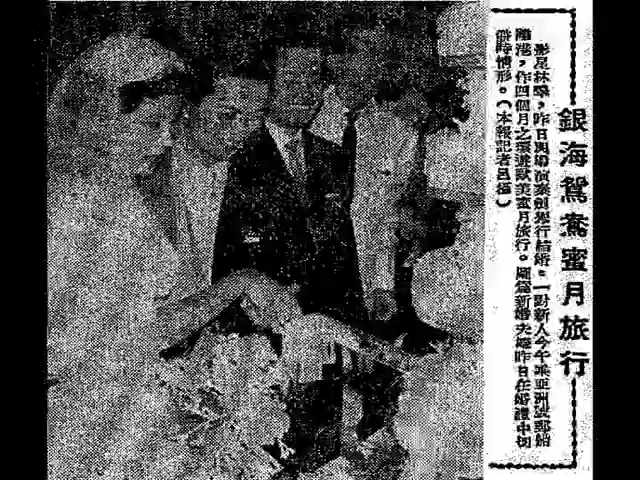 銀海鴛鴦蜜月旅行
影星林翠,昨日與導演秦劍舉行結婚。一對新人今午乘亞洲號郵船
離港,作四個月之環遊歐美蜜月旅行。圖爲新婚夫婦昨日在婚禮中切
餅時情形。(本報記者呂 )